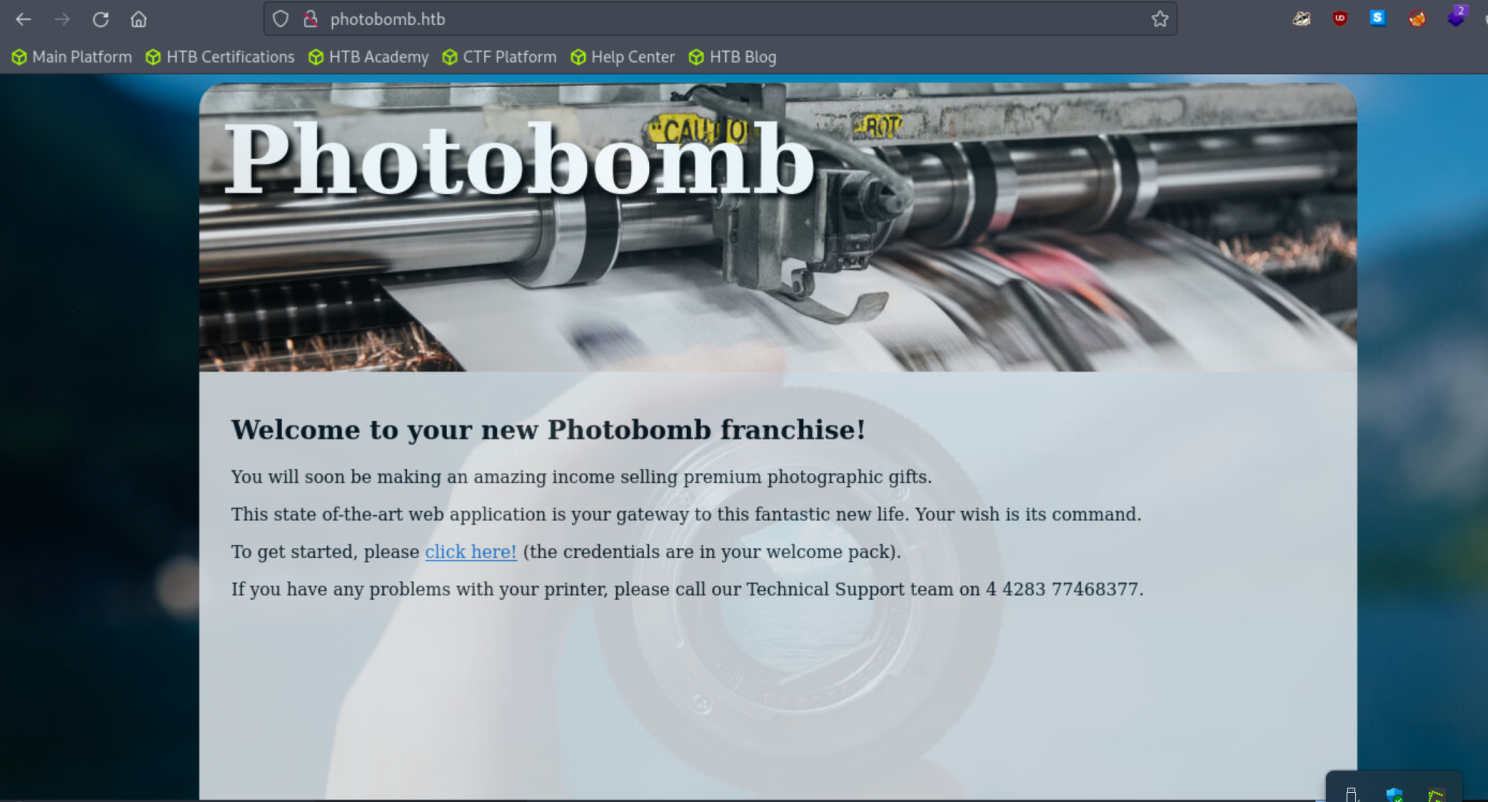 photobomb.htb
2
Main Platform HTB Certifications HTB Academy CTF Platform Help Center HTB Blog
Photobomb
"CAUTIO
ROT
Welcome to your new Photobomb franchise!
You will soon be making an amazing income selling premium photographic gifts.
This state of-the-art web application is your gateway to this fantastic new life. Your wish is its command.
To get started, please click here! (the credentials are in your welcome pack).
If you have any problems with your printer, please call our Technical Support team on 4 4283 77468377.